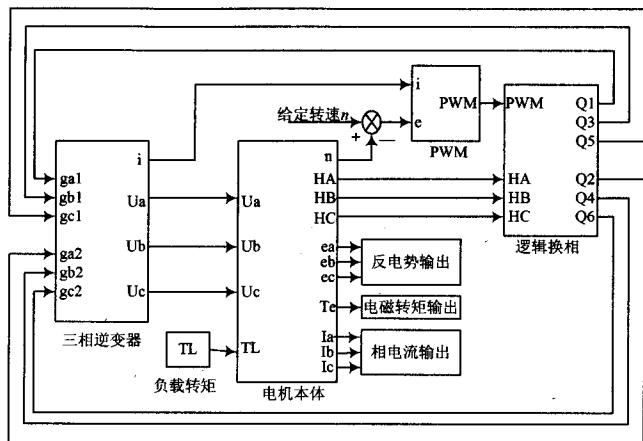 i
PWM
e
PWM
PWM
HA
HB
HC
Q1
Q3
Q5
Q2
Q4
Q6
逻辑换相
给定转速n
+
—
ga1
gb1
gc1
ga2
gb2
gc2
i
Ua
Ub
Uc
三相逆变器
TL
负载转矩
Ua
Ub
Uc
TL
n
HA
HB
HC
ea
eb
ec
Te
Ia
Ib
Ic
电机本体
反电势输出
电磁转矩输出
相电流输出